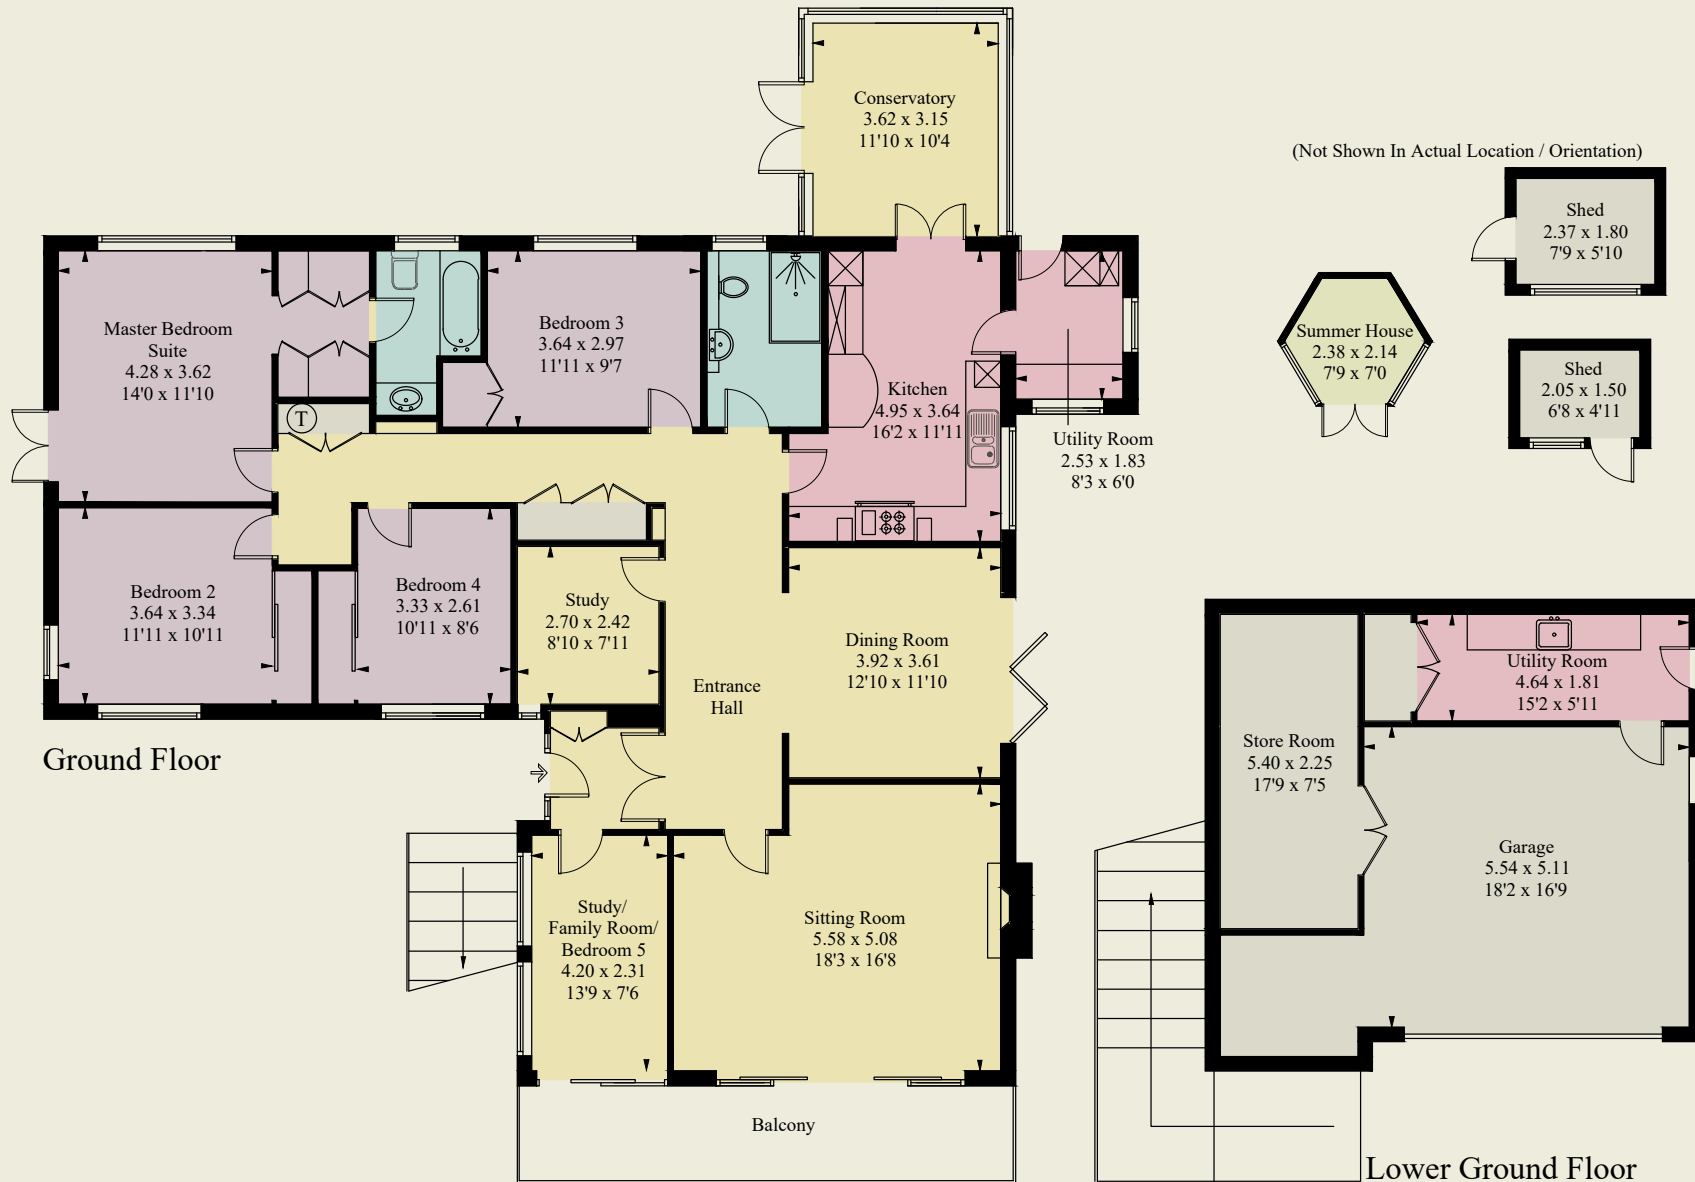 Conservatory
3.62 x 3.15
11'10 x 10'4
(Not Shown In Actual Location / Orientation)
Shed
2.37 x 1.80
7'9 x 5'10
Summer House
2.38 x 2.14
7'9 x 7'0
Shed
2.05 x 1.50
6'8 x 4'11
Master Bedroom
Suite
4.28 x 3.62
14'0 x 11'10
T
Bedroom 3
3.64 x 2.97
11'11 x 9'7
Kitchen
4.95 x 3.64
16'2 x 11'11
Utility Room
2.53 x 1.83
8'3 x 6'0
Bedroom 2
3.64 x 3.34
11'11 x 10'11
Bedroom 4
3.33 x 2.61
10'11 x 8'6
Study
2.70 x 2.42
8'10 x 7'11
Entrance
Hall
Dining Room
3.92 x 3.61
12'10 x 11'10
Ground Floor
Study/
Family Room/
Bedroom 5
4.20 x 2.31
13'9 x 7'6
Sitting Room
5.58 x 5.08
18'3 x 16'8
Balcony
Utility Room
4.64 x 1.81
15'2 x 5'11
Store Room
5.40 x 2.25
17'9 x 7'5
Garage
5.54 x 5.11
18'2 x 16'9
Lower Ground Floor